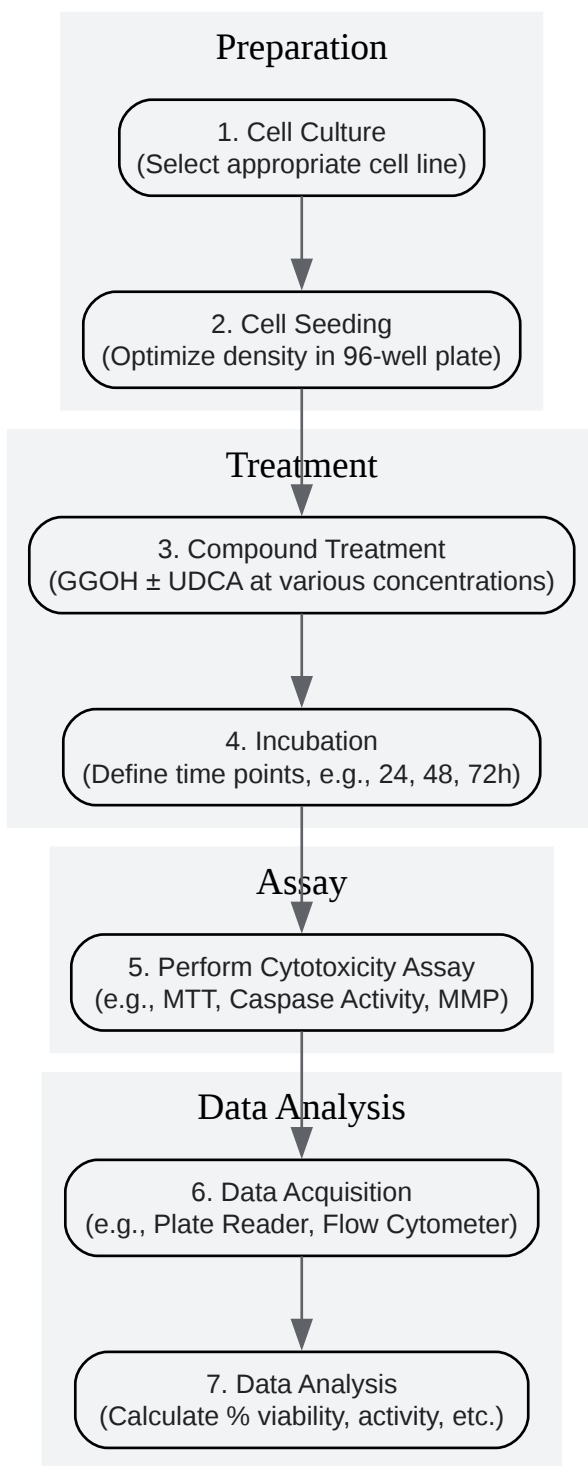 Preparation
1. Cell Culture
(Select appropriate cell line)
2. Cell Seeding
(Optimize density in 96-well plate)
Treatment
3. Compound Treatment
(GGOH ± UDCA at various concentrations)
4. Incubation
(Define time points, e.g., 24, 48, 72h)
Assay
5. Perform Cytotoxicity Assay
(e.g., MTT, Caspase Activity, MMP)
Data Analysis
6. Data Acquisition
(e.g., Plate Reader, Flow Cytometer)
7. Data Analysis
(Calculate % viability, activity, etc.)